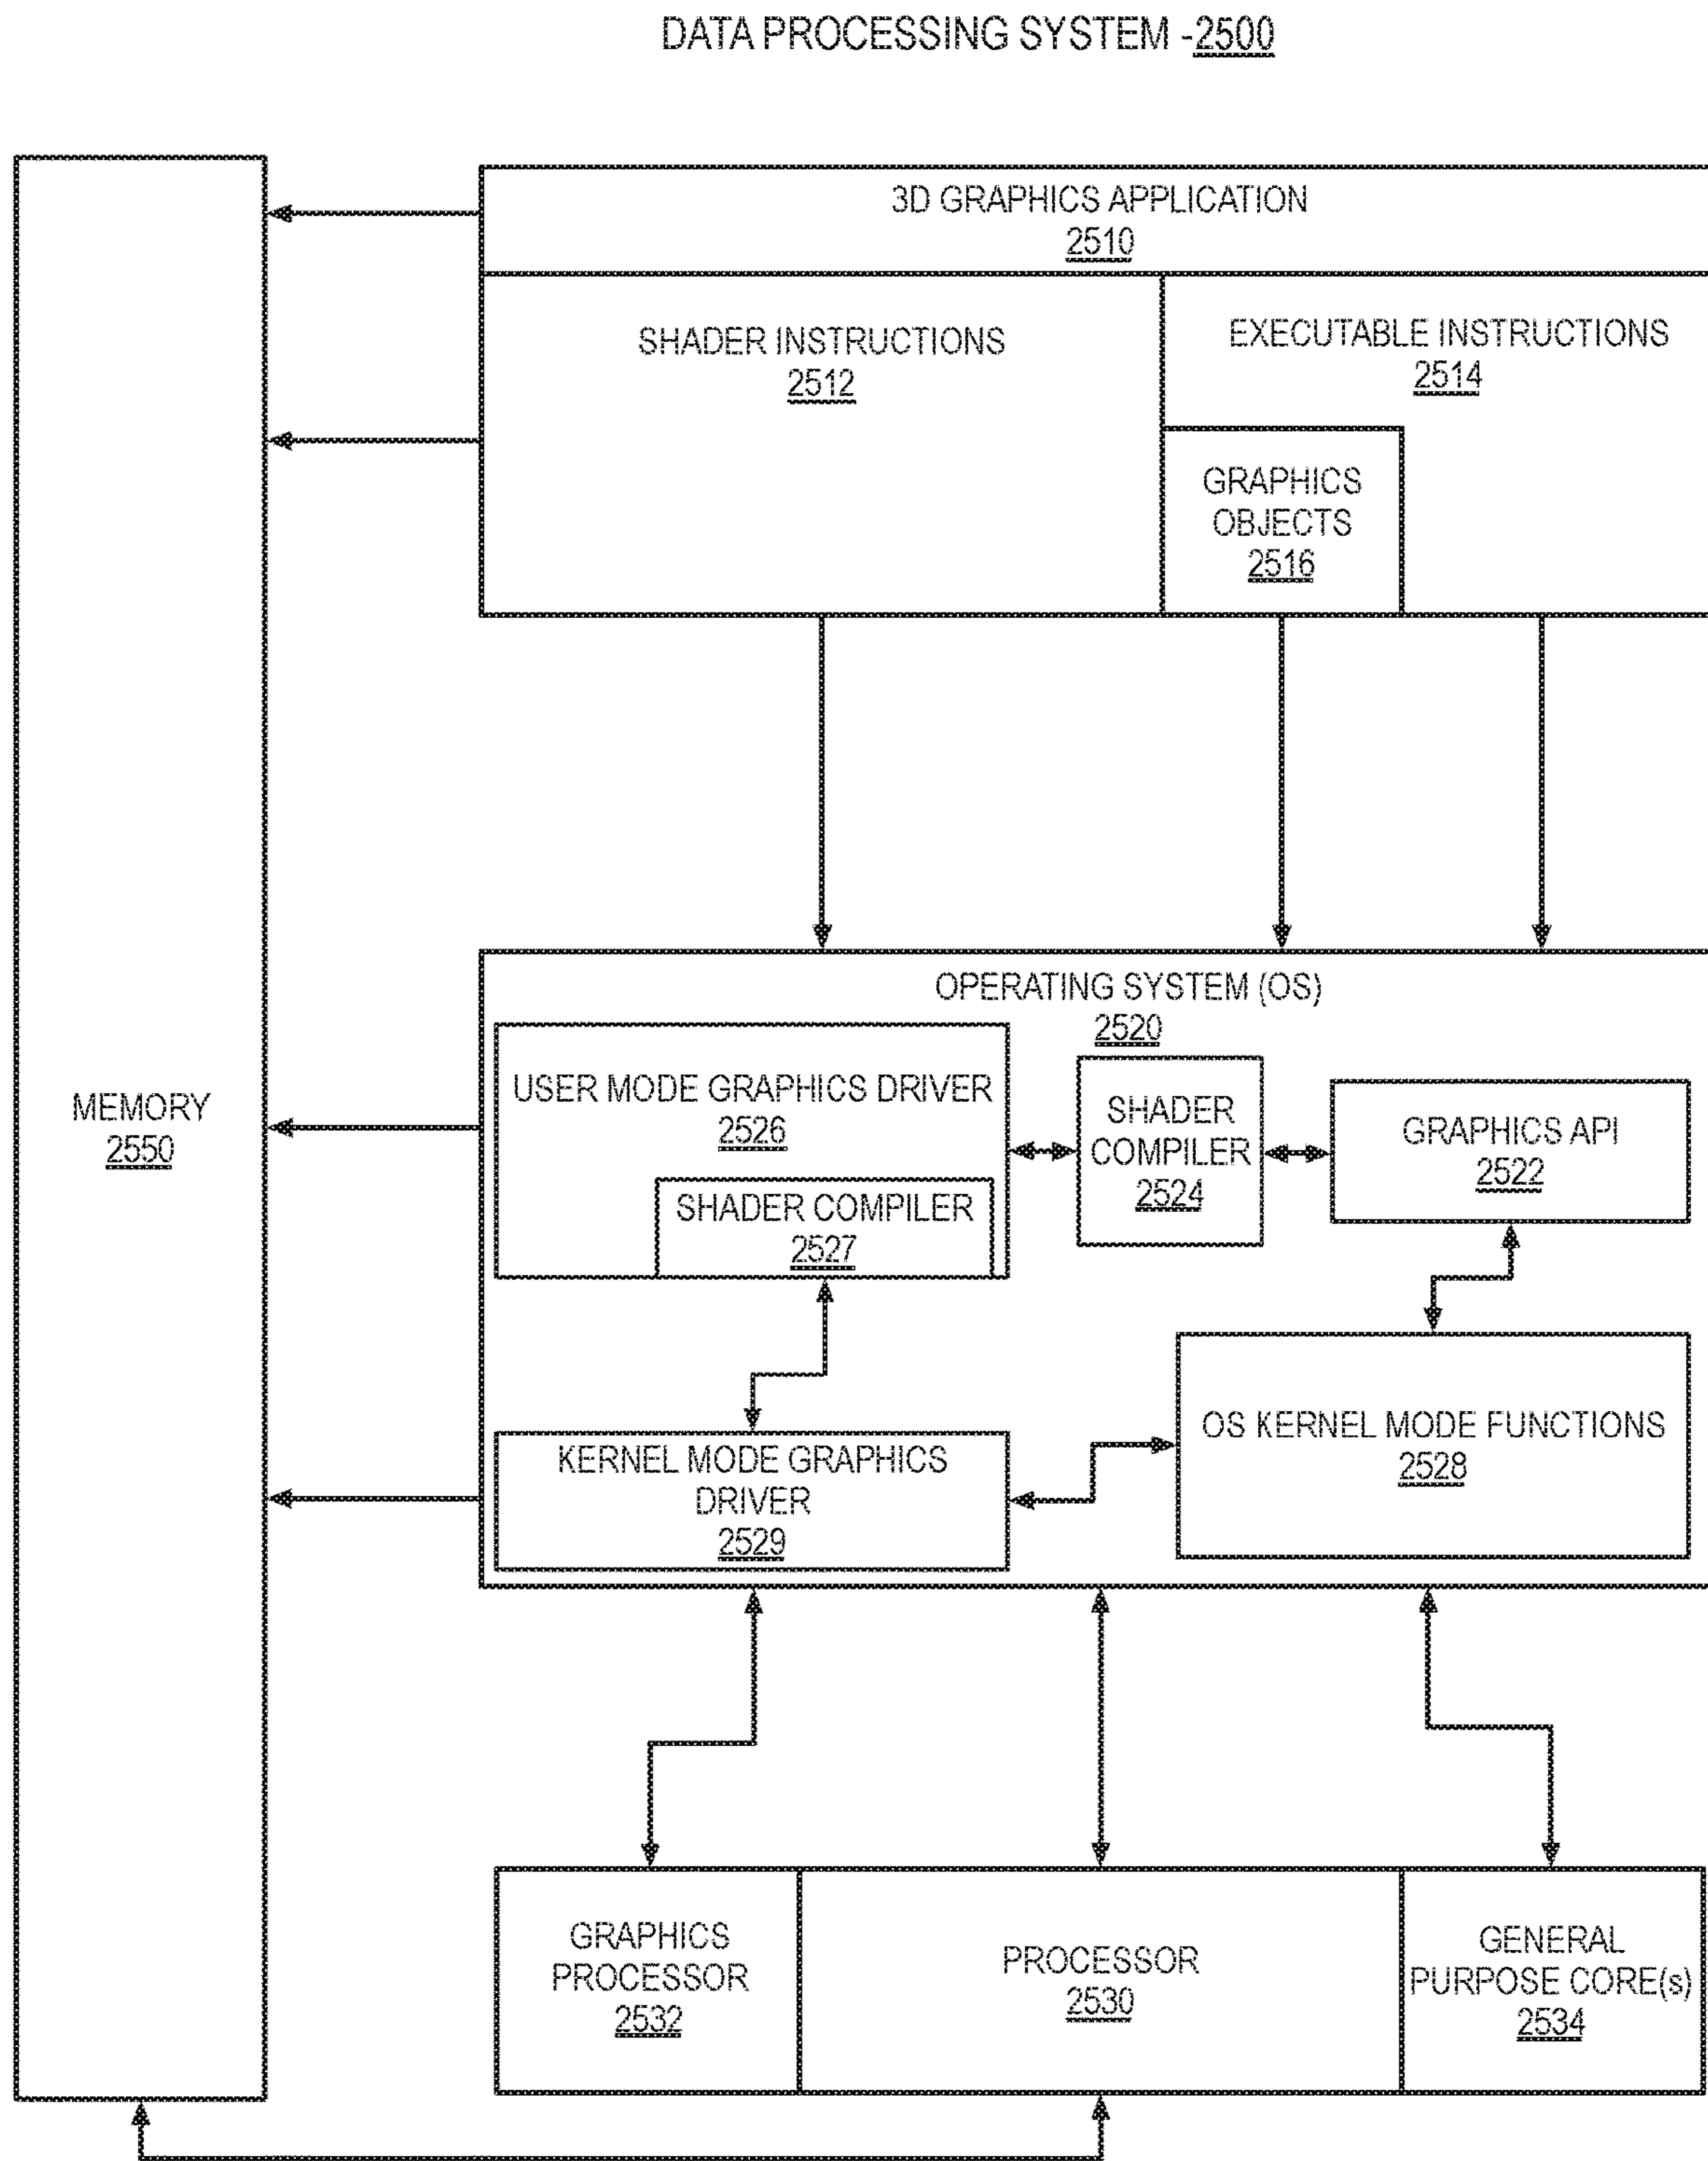 DATA PROCESSING SYSTEM -2500
3D GRAPHICS APPLICATION
2510
SHADER INSTRUCTIONS
2512
EXECUTABLE INSTRUCTIONS
2514
GRAPHICS
OBJECTS
2516
OPERATING SYSTEM (OS)
2520
USER MODE GRAPHICS DRIVER
2526
SHADER COMPILER
2527
SHADER
COMPILER
2524
GRAPHICS API
2522
MEMORY
2550
KERNEL MODE GRAPHICS
DRIVER
2529
OS KERNEL MODE FUNCTIONS
2528
GRAPHICS
PROCESSOR
2532
PROCESSOR
2530
GENERAL
PURPOSE CORE(s)
2534